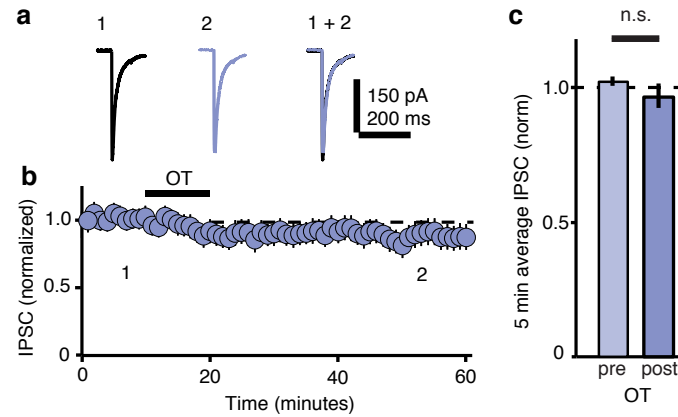 a
1
2
1 + 2
150 pA
200 ms
b
OT
IPSC (normalized)
1.0
0.5
0
1
2
0
20
40
60
Time (minutes)
c
n.s.
5 min average IPSC (norm)
1.0
0.5
0
pre
post
OT